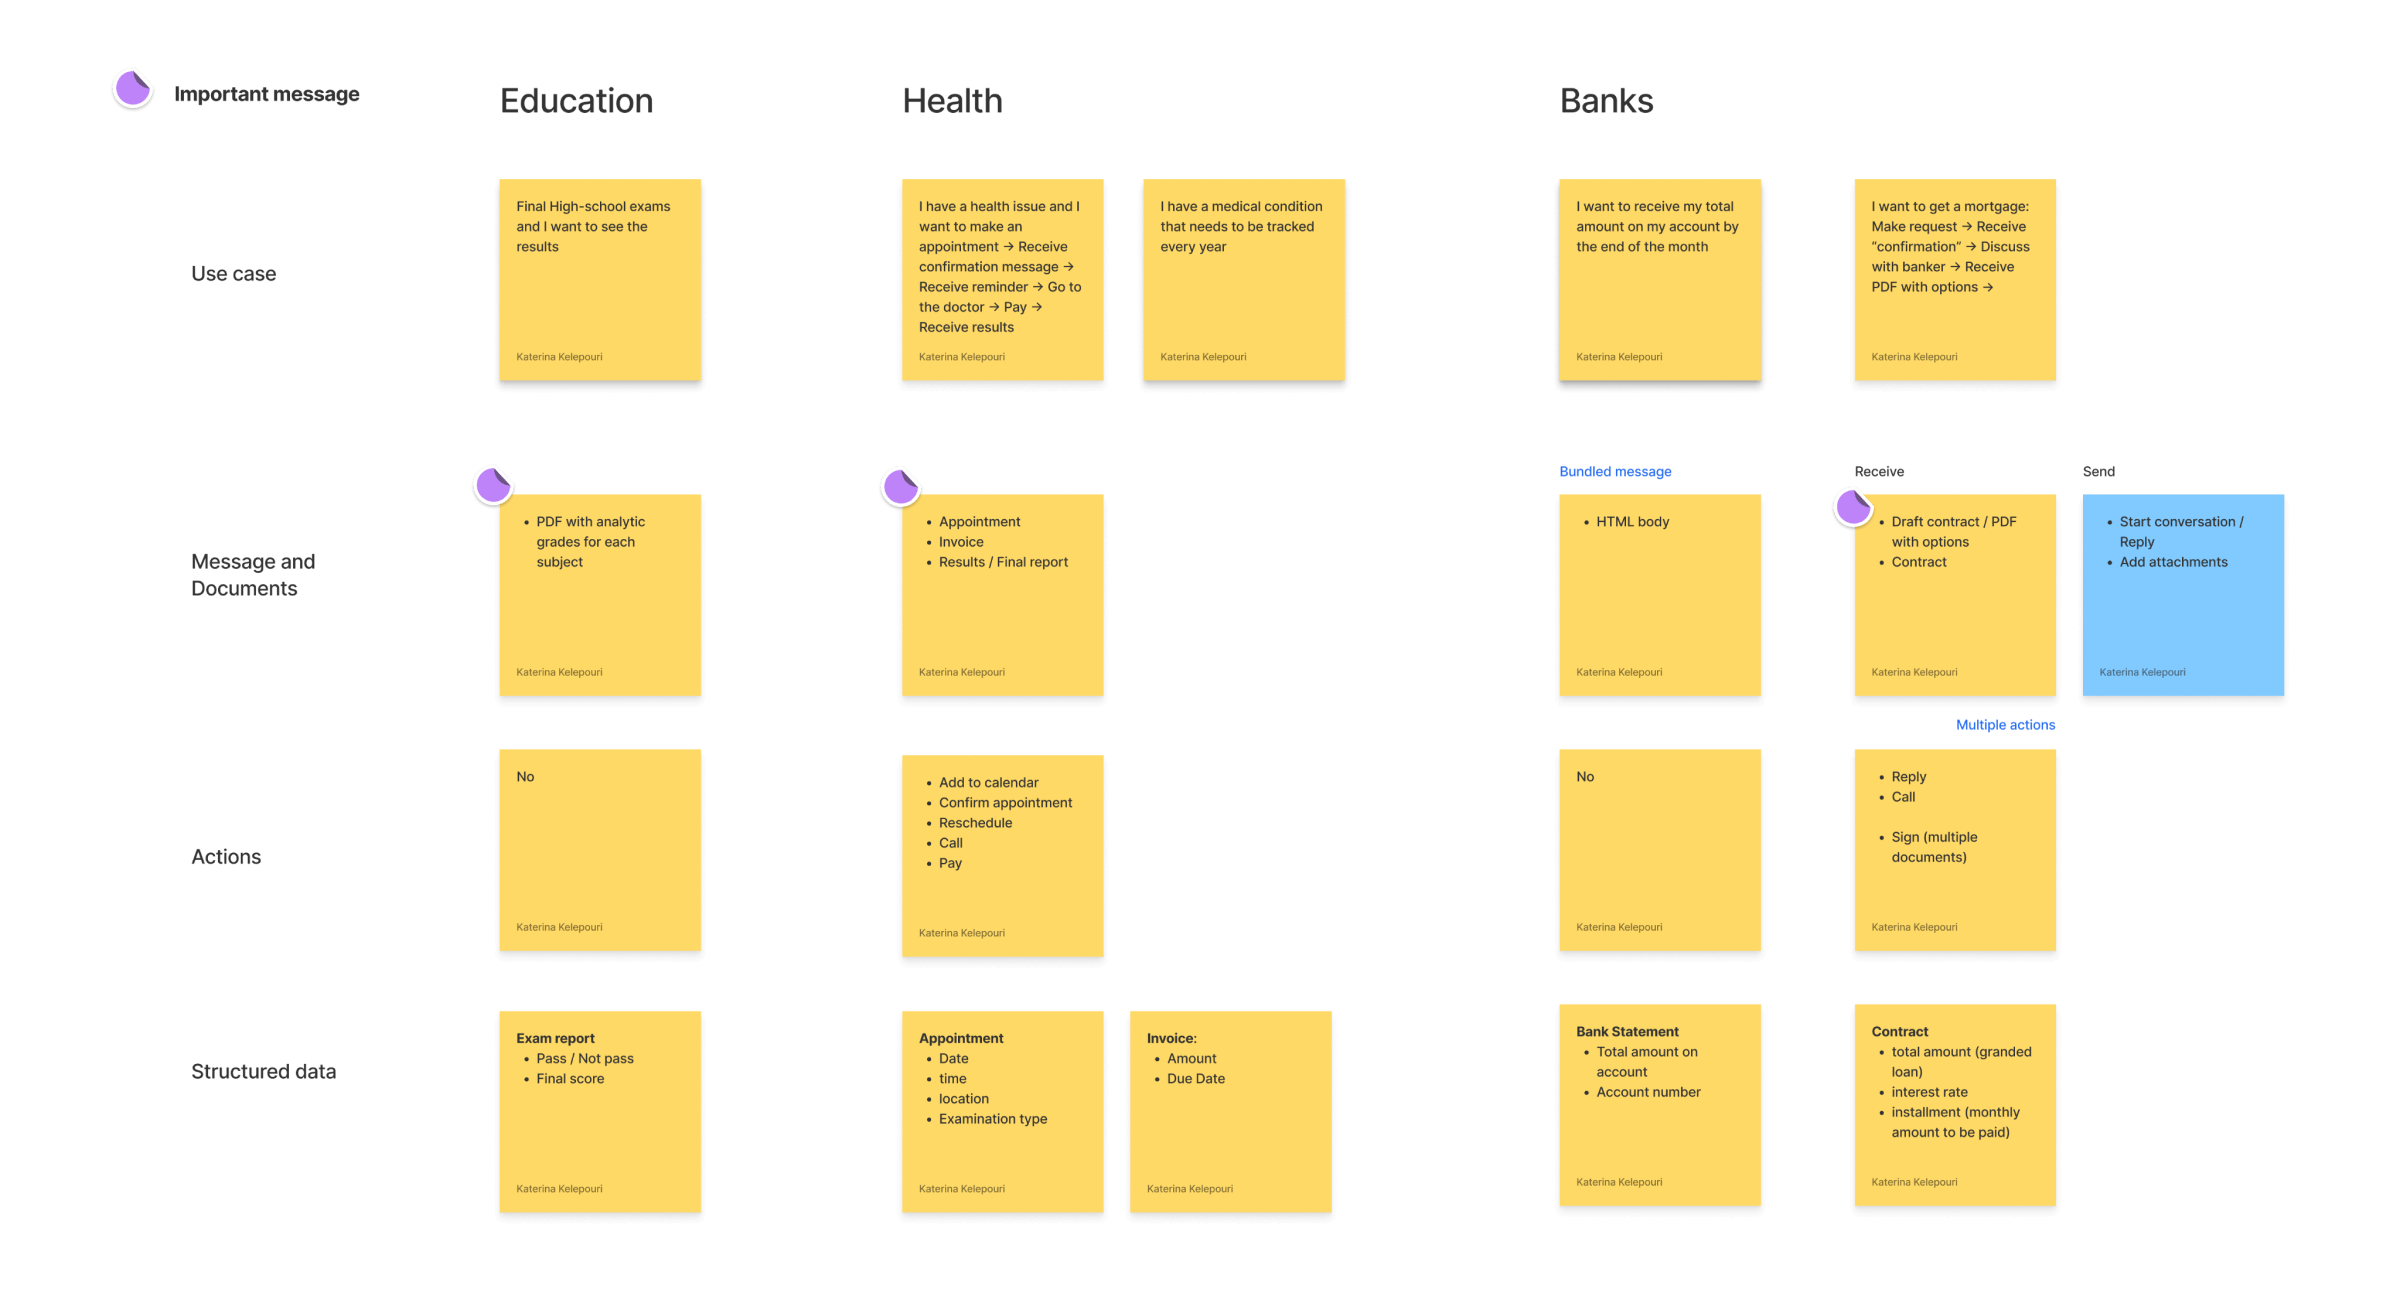 Important message
Education
Health
Banks
Use case
Final High-school exams
and I want to see the
results
Katerina Kelepouri
I have a health issue and I
want to make an
appointment → Receive
confirmation message →
Receive reminder → Go to
the doctor → Pay →
Receive results
Katerina Kelepouri
I have a medical condition
that needs to be tracked
every year
Katerina Kelepouri
I want to receive my total
amount on my account by
the end of the month
Katerina Kelepouri
I want to get a mortgage:
Make request → Receive
“confirmation” → Discuss
with banker → Receive
PDF with options →
Katerina Kelepouri
Message and
Documents
• PDF with analytic
grades for each
subject
Katerina Kelepouri
• Appointment
• Invoice
• Results / Final report
Katerina Kelepouri
Bundled message
• HTML body
Katerina Kelepouri
Receive
• Draft contract / PDF
with options
• Contract
Katerina Kelepouri
Send
• Start conversation /
Reply
• Add attachments
Katerina Kelepouri
Actions
No
Katerina Kelepouri
• Add to calendar
• Confirm appointment
• Reschedule
• Call
• Pay
Katerina Kelepouri
No
Katerina Kelepouri
Multiple actions
• Reply
• Call
• Sign (multiple
documents)
Katerina Kelepouri
Structured data
Exam report
• Pass / Not pass
• Final score
Katerina Kelepouri
Appointment
• Date
• time
• location
• Examination type
Katerina Kelepouri
Invoice:
• Amount
• Due Date
Katerina Kelepouri
Bank Statement
• Total amount on
account
• Account number
Katerina Kelepouri
Contract
• total amount (granded
loan)
• interest rate
• installment (monthly
amount to be paid)
Katerina Kelepouri